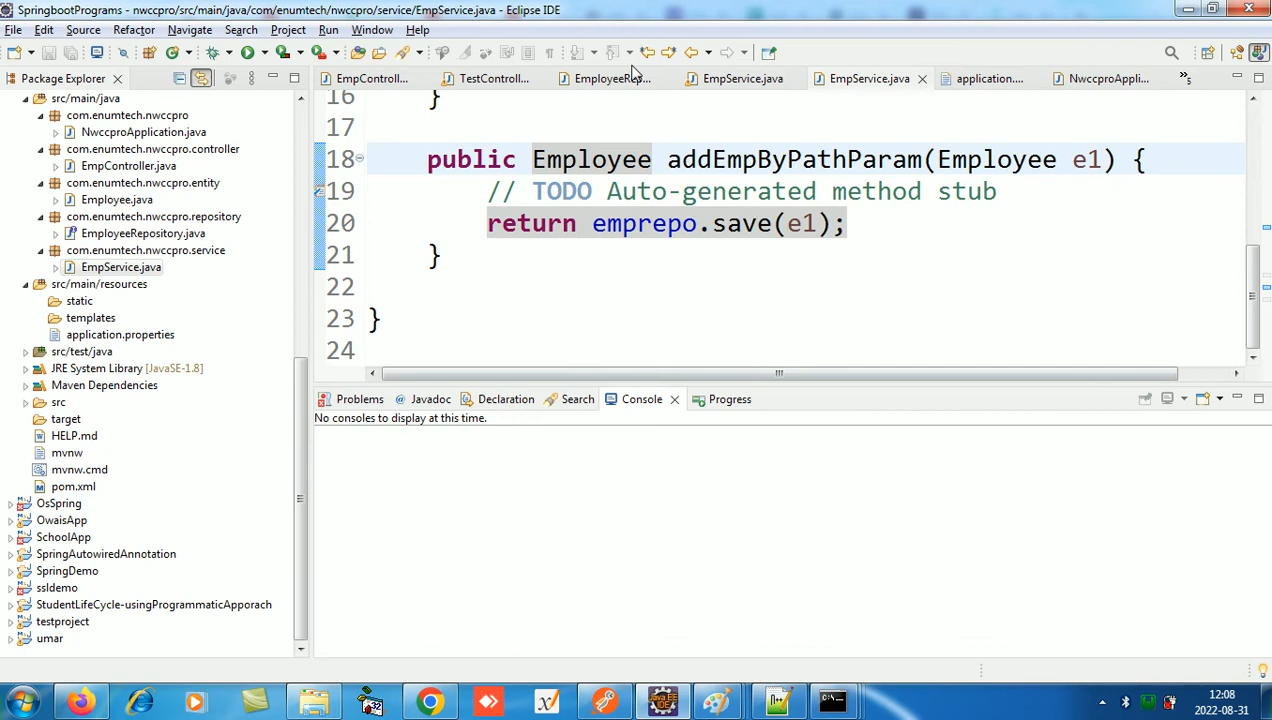 SpringbootPrograms - nwccpro/src/main/java/com/enumtech/nwccpro/service/EmpService.java - Eclipse IDE
File Edit Source Refactor Navigate Search Project Run Window Help
Package Explorer
EmpControll... TestControll... EmployeeRep... EmpService.java EmpService.java application.... NwccproAppli... »5
src/main/java
com.enumtech.nwccpro
NwccproApplication.java
com.enumtech.nwccpro.controller
EmpController.java
com.enumtech.nwccpro.entity
Employee.java
com.enumtech.nwccpro.repository
EmployeeRepository.java
com.enumtech.nwccpro.service
EmpService.java
src/main/resources
static
templates
application.properties
src/test/java
JRE System Library [JavaSE-1.8]
Maven Dependencies
src
target
HELP.md
mvnw
mvnw.cmd
pom.xml
OsSpring
OwaisApp
SchoolApp
SpringAutowiredAnnotation
SpringDemo
ssldemo
StudentLifeCycle-usingProgrammaticApporach
testproject
umar
16 }
17
18 public Employee addEmpByPathParam(Employee e1) {
19 // TODO Auto-generated method stub
20 return emprepo.save(e1);
21 }
22
23 }
24
Problems Javadoc Declaration Search Console Progress
No consoles to display at this time.
Java EE
IDE
12:08
2022-08-31